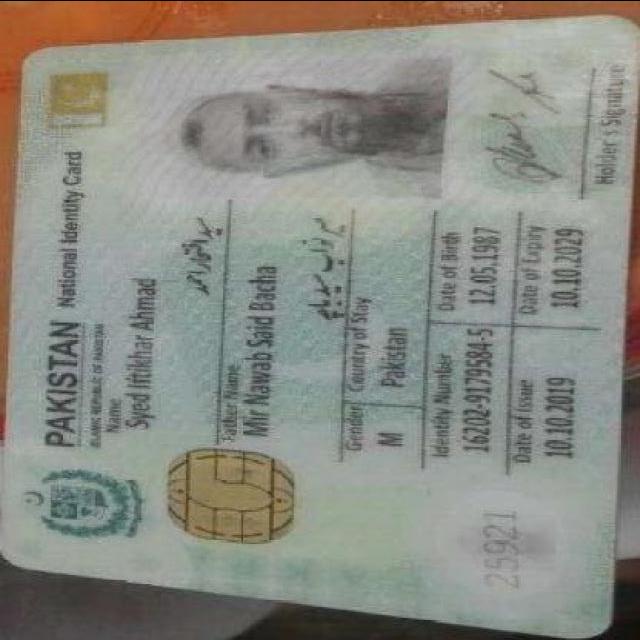 PAKISTAN National Identity Card
ISLAMIC REPUBLIC OF PAKISTAN
Name
Syed Iftikhar Ahmad
سید افتخار احمد
Father Name
Mir Nawab Said Bacha
میر نواب سید باچا
Gender Country of Stay
M Pakistan
Identity Number Date of Birth
16202-9179584-5 12.05.1987
Date of Issue Date of Expiry
10.10.2019 10.10.2029
Holder's Signature
25921